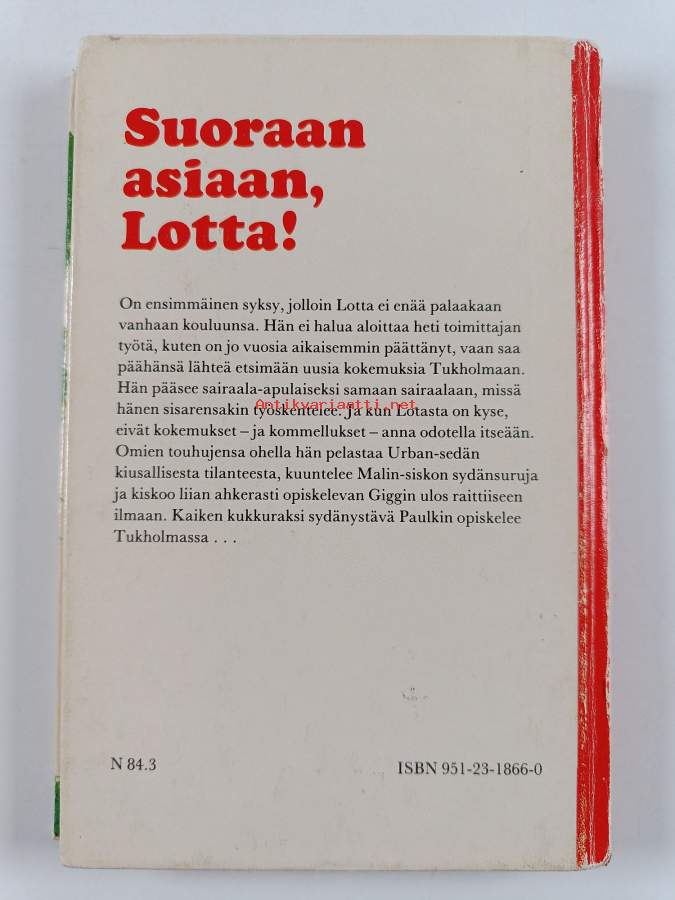 Suoraan
asiaan,
Lotta!
On ensimmäinen syksy, jolloin Lotta ei enää palaakaan
vanhaan kouluunsa. Hän ei halua aloittaa heti toimittajan
työtä, kuten on jo vuosia aikaisemmin päättänyt, vaan saa
päähänsä lähteä etsimään uusia kokemuksia Tukholmaan.
Hän pääsee sairaala-apulaiseksi samaan sairaalaan, missä
Antikvariaatti.net
hänen sisarensakin työskentelee. Ja kun Lotasta on kyse,
eivät kokemukset – ja kommellukset – anna odotella itseään.
Omien touhujensa ohella hän pelastaa Urban-sedän
kiusallisesta tilanteesta, kuuntelee Malin-siskon sydänsuruja
ja kiskoo liian ahkerasti opiskelevan Giggin ulos raittiiseen
ilmaan. Kaiken kukkuraksi sydänystävä Paulkin opiskelee
Tukholmassa . . .
N 84.3
ISBN 951-23-1866-0